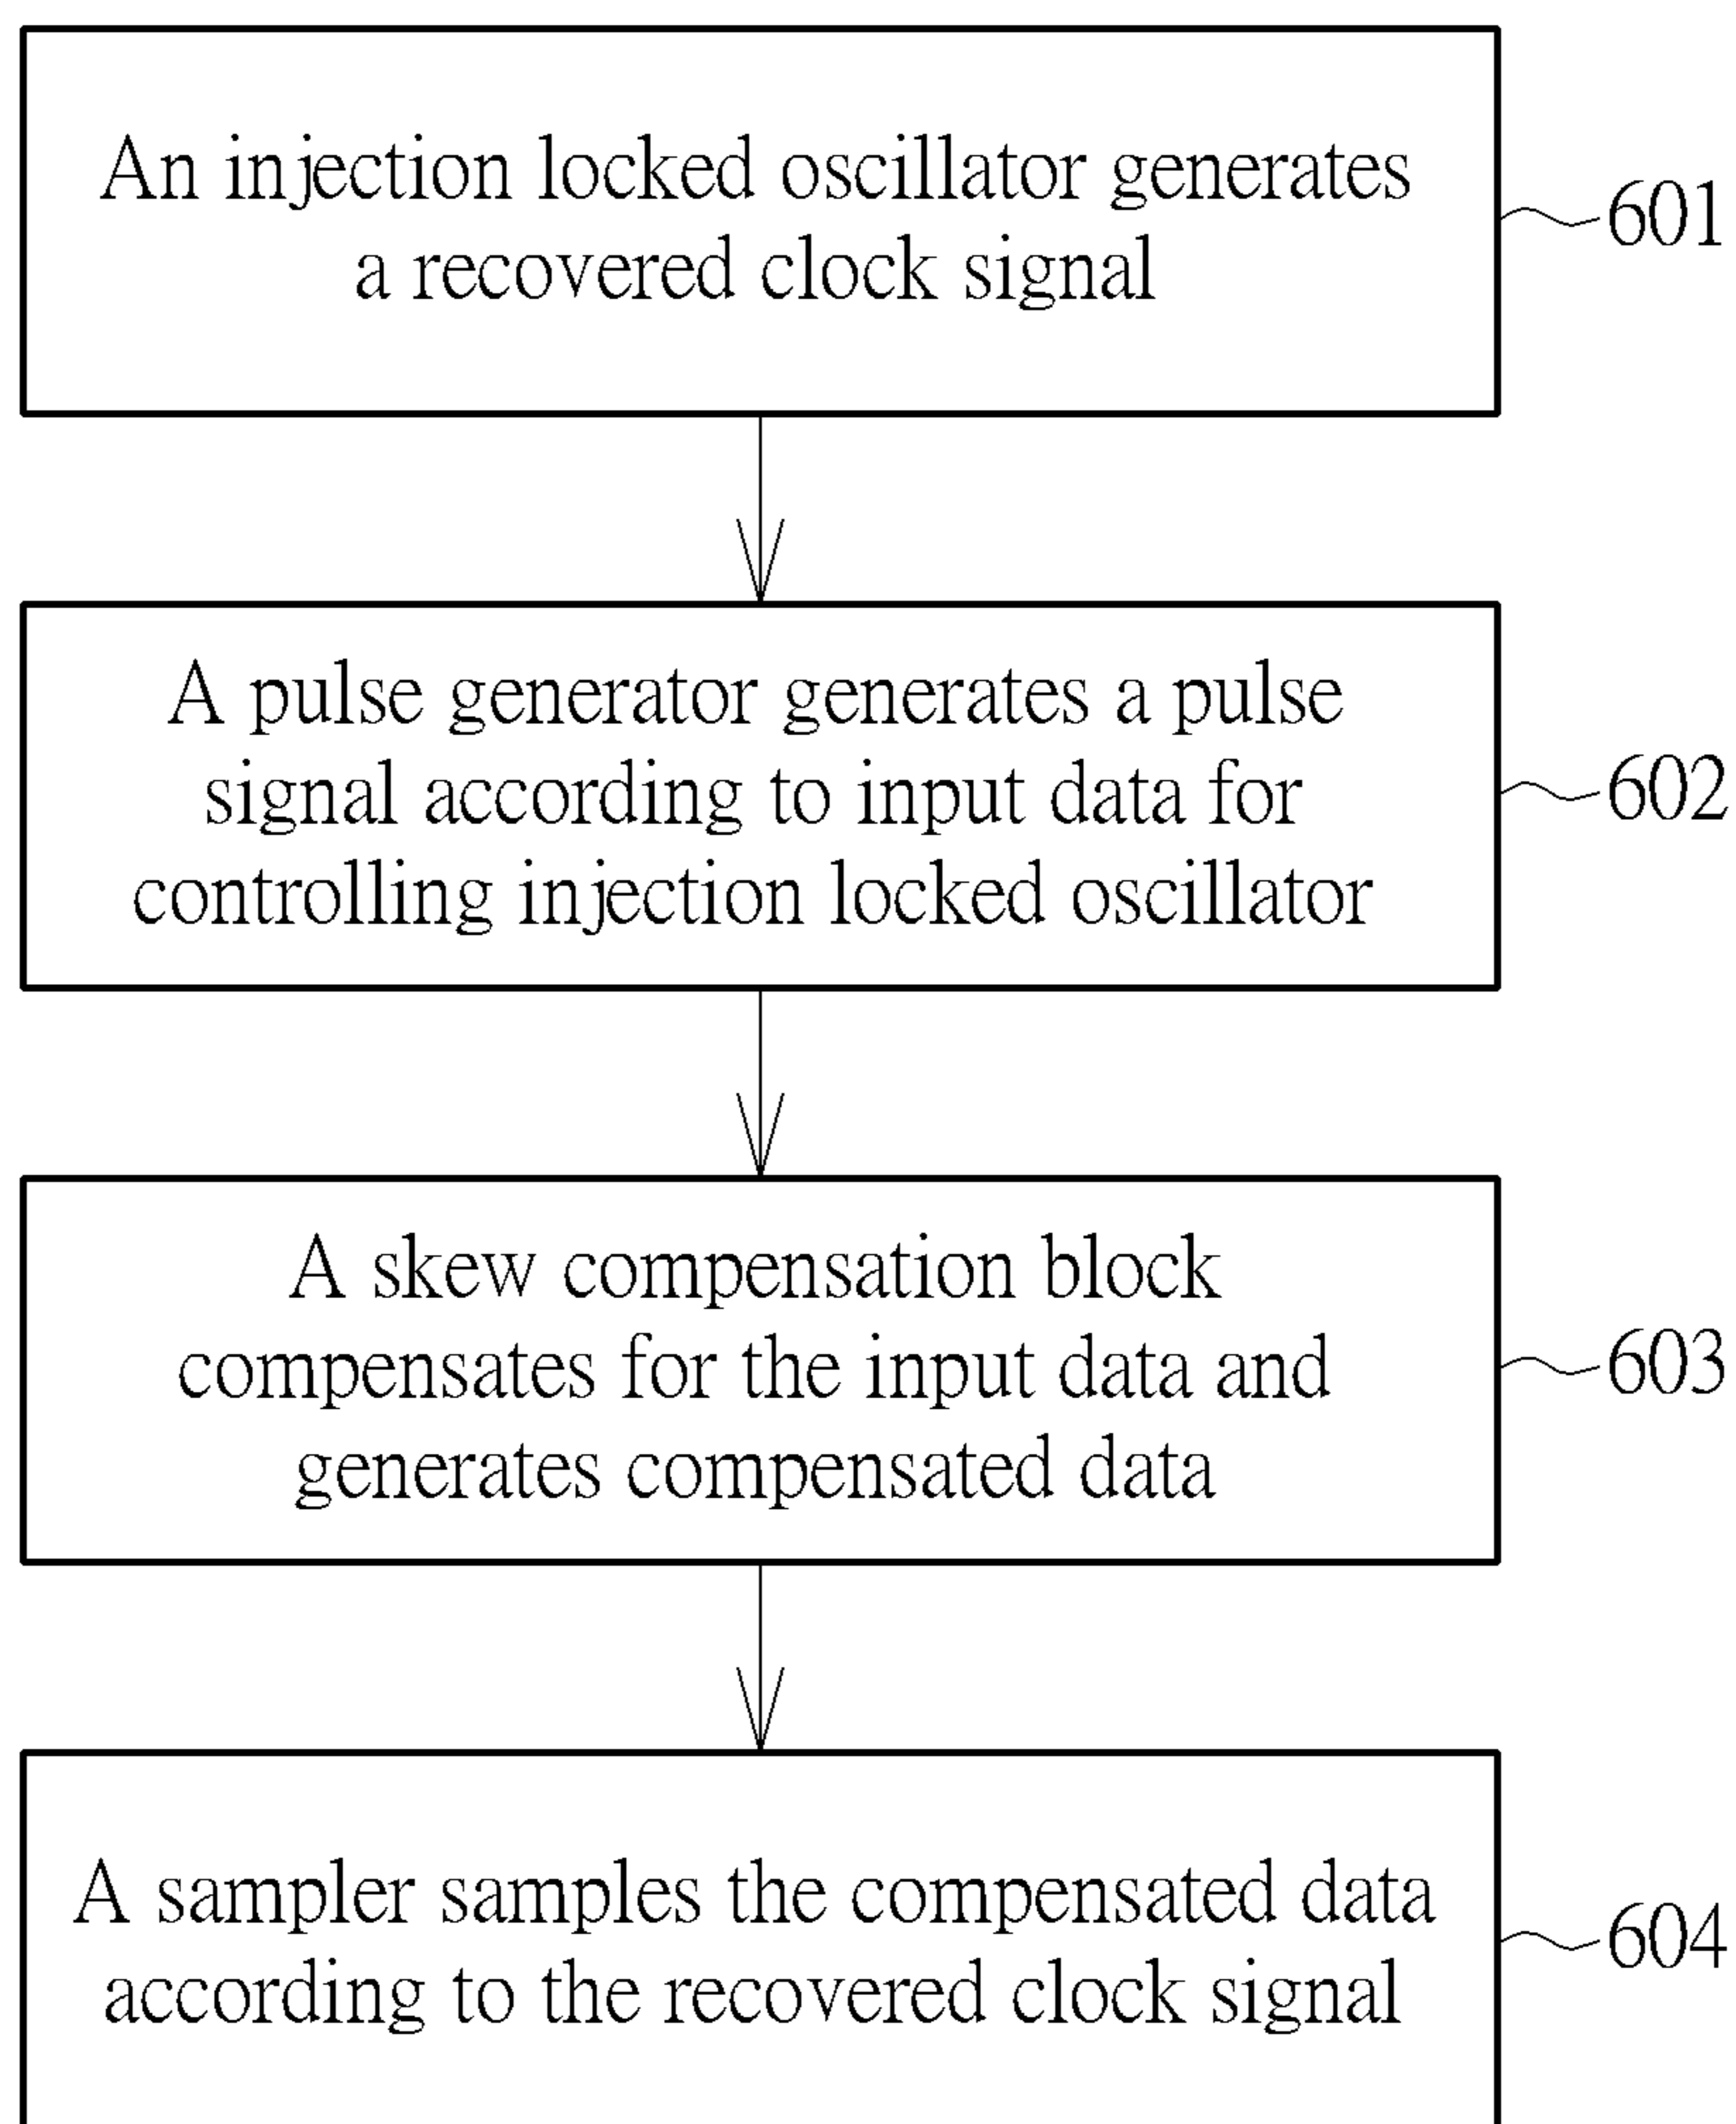 An injection locked oscillator generates
a recovered clock signal
601
A pulse generator generates a pulse
signal according to input data for
controlling injection locked oscillator
602
A skew compensation block
compensates for the input data and
generates compensated data
603
A sampler samples the compensated data
according to the recovered clock signal
604